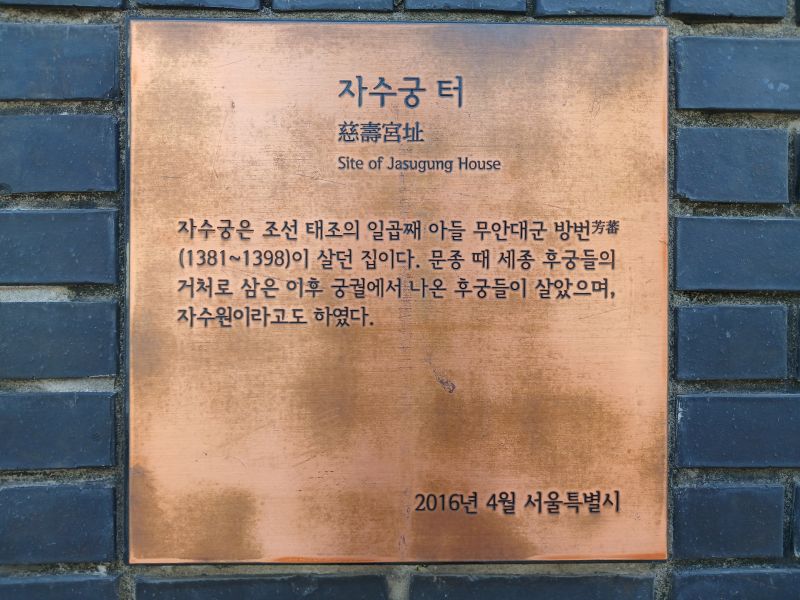 자수궁 터
慈壽宮址
Site of Jasugung House
자수궁은 조선 태조의 일곱째 아들 무안대군 방번芳蕃
(1381~1398)이 살던 집이다. 문종 때 세종 후궁들의
거처로 삼은 이후 궁궐에서 나온 후궁들이 살았으며,
자수원이라고도 하였다.
2016년 4월 서울특별시